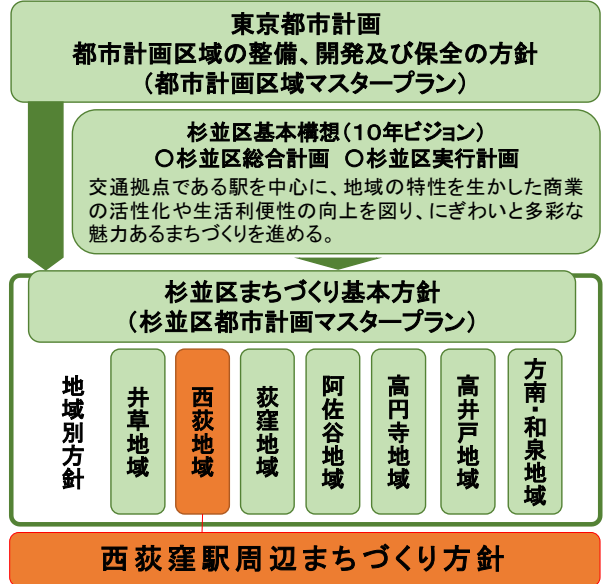 東京都市計画
都市計画区域の整備、開発及び保全の方針
（都市計画区域マスタープラン）
杉並区基本構想（１０年ビジョン）
〇杉並区総合計画　〇杉並区実行計画
交通拠点である駅を中心に、地域の特性を生かした商業
の活性化や生活利便性の向上を図り、にぎわいと多彩な
魅力あるまちづくりを進める。
杉並区まちづくり基本方針
（杉並区都市計画マスタープラン）
地域別方針
井草地域
西荻地域
荻窪地域
阿佐谷地域
高円寺地域
高井戸地域
方南・和泉地域
西荻窪駅周辺まちづくり方針